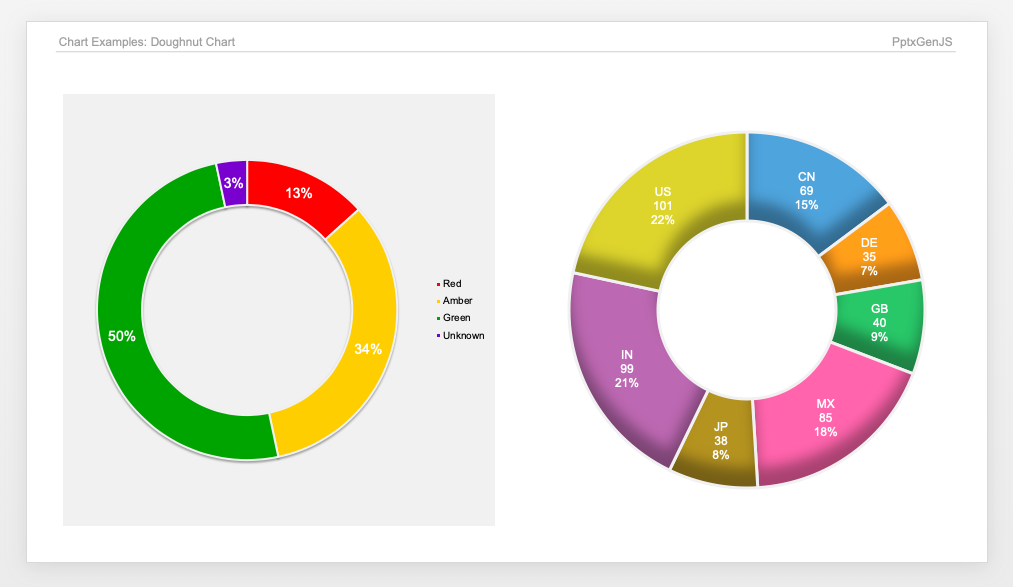 Chart Examples: Doughnut Chart
PptxGenJS
3%
13%
50%
34%
Red
Amber
Green
Unknown
CN
69
15%
DE
35
7%
GB
40
9%
MX
85
18%
JP
38
8%
IN
99
21%
US
101
22%